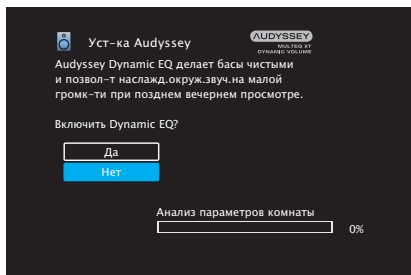 Уст-ка Audyssey
AUDYSSEY
MULTEQ XT
DYNAMIC VOLUME
Audyssey Dynamic EQ делает басы чистыми
и позвол-т наслажд.окруж.звуч.на малой
громк-ти при позднем вечернем просмотре.
Включить Dynamic EQ?
Да
Нет
Анализ параметров комнаты
0%